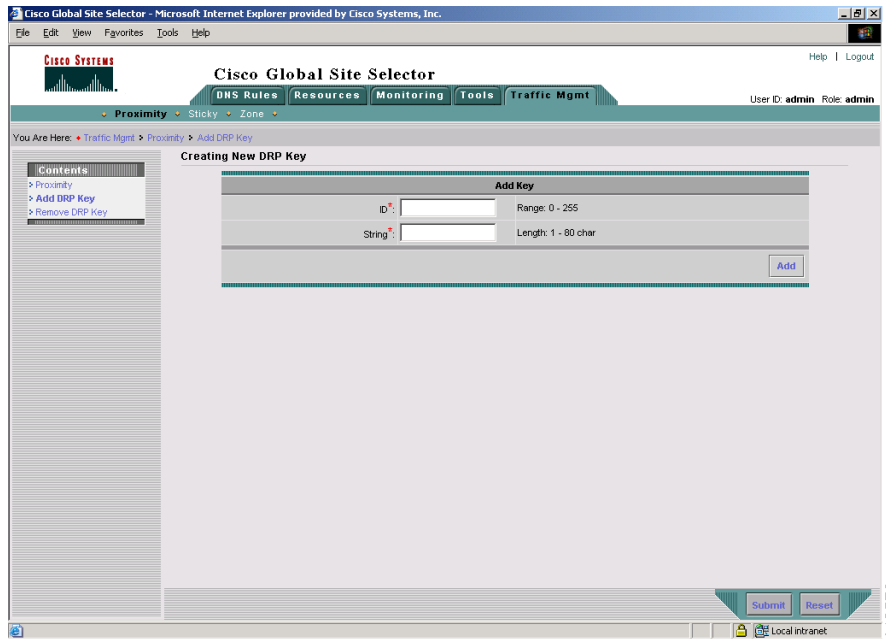 Cisco Global Site Selector - Microsoft Internet Explorer provided by Cisco Systems, Inc.
File Edit View Favorites Tools Help
CISCO SYSTEMS
Help | Logout
Cisco Global Site Selector
DNS Rules Resources Monitoring Tools Traffic Mgmt
User ID: admin Role: admin
Proximity Sticky Zone
You Are Here: Traffic Mgmt Proximity Add DRP Key
Creating New DRP Key
Contents
Proximity
Add DRP Key
Remove DRP Key
Add Key
ID*: Range: 0 - 255
String*: Length: 1 - 80 char
Add
Submit Reset
Local intranet